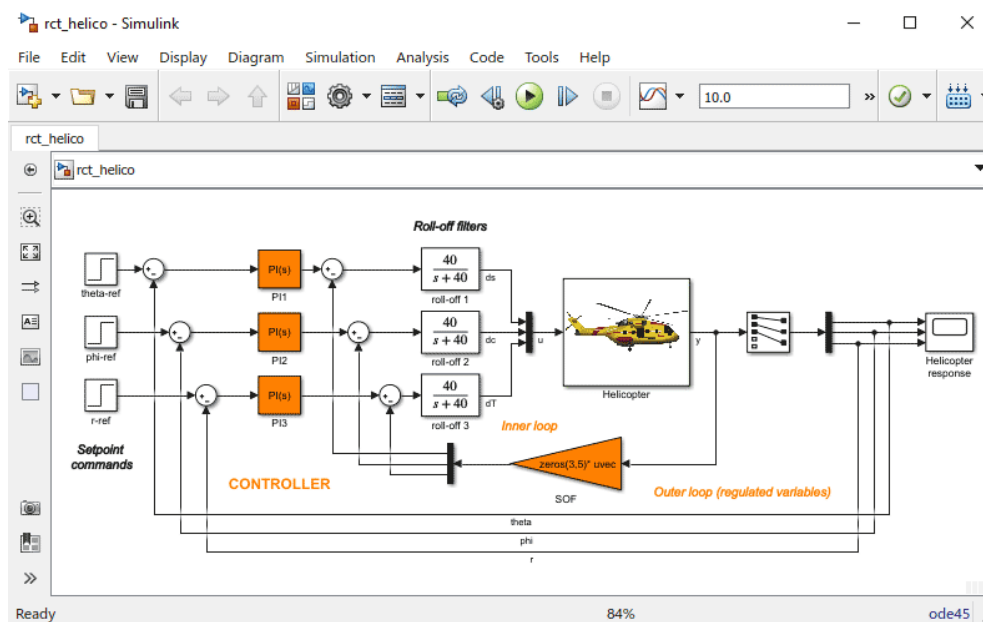 rct_helico - Simulink
File Edit View Display Diagram Simulation Analysis Code Tools Help
10.0
»
rct_helico
rct_helico
Roll-off filters
theta-ref
+
-
PI(s)
PI1
+
-
40
s + 40
roll-off 1
ds
phi-ref
+
-
PI(s)
PI2
+
-
40
s + 40
roll-off 2
dc
u
Helicopter
y
Helicopter
response
r-ref
+
-
PI(s)
PI3
+
-
40
s + 40
roll-off 3
dT
Setpoint
commands
Inner loop
CONTROLLER
zeros(3,5)* uvec
SOF
Outer loop (regulated variables)
theta
phi
r
Ready 84% ode45